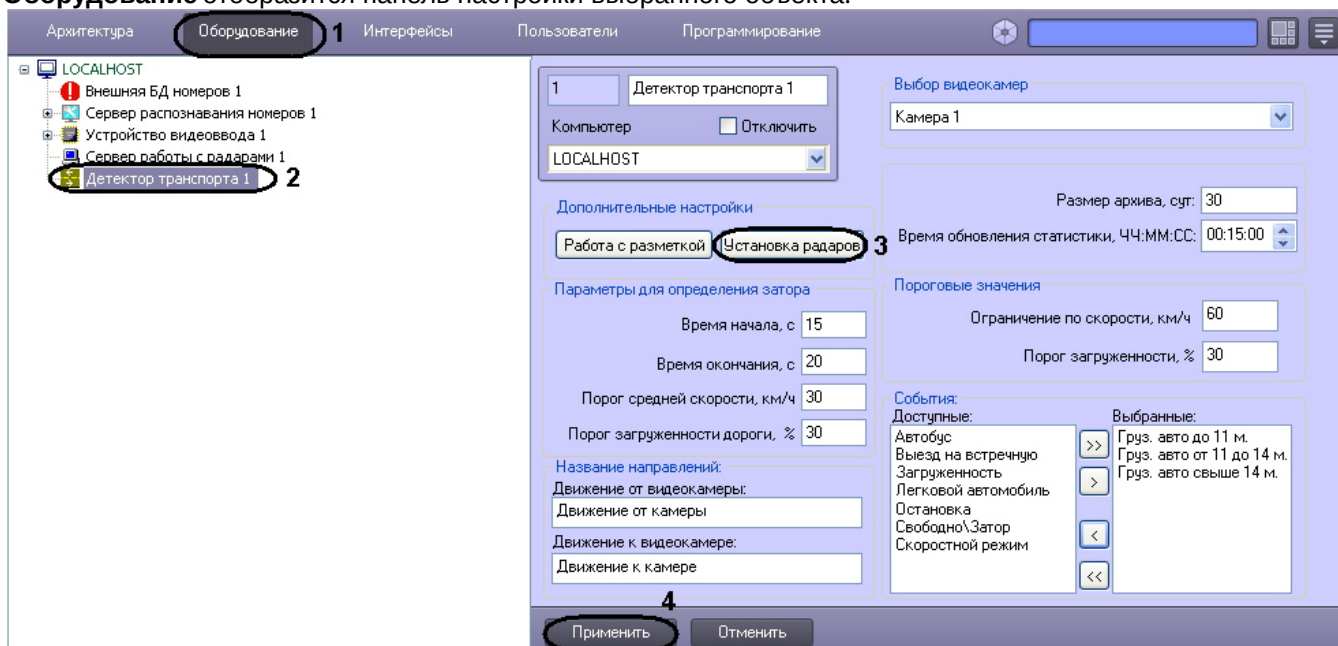 Оборудование отобразится панель настройки выбранного объекта.
Архитектура Оборудование 1 Интерфейсы Пользователи Программирование
LOCALHOST
Внешняя БД номеров 1
Сервер распознавания номеров 1
Устройство видеоввода 1
Сервер работы с радарами 1
Детектор транспорта 1 2
1 Детектор транспорта 1
Компьютер Отключить
LOCALHOST
Дополнительные настройки
Работа с разметкой Установка радаров 3
Параметры для определения затора
Время начала, с 15
Время окончания, с 20
Порог средней скорости, км/ч 30
Порог загруженности дороги, % 30
Название направлений:
Движение от видеокамеры:
Движение от камеры
Движение к видеокамере:
Движение к камере
Выбор видеокамер
Камера 1
Размер архива, сут: 30
Время обновления статистики, ЧЧ:ММ:СС: 00:15:00
Пороговые значения
Ограничение по скорости, км/ч 60
Порог загруженности, % 30
События:
Доступные:
Автобус
Выезд на встречную
Загруженность
Легковой автомобиль
Остановка
Свободно\Затор
Скоростной режим
>>
>
<
<<
Выбранные:
Груз. авто до 11 м.
Груз. авто от 11 до 14 м.
Груз. авто свыше 14 м.
4
Применить Отменить